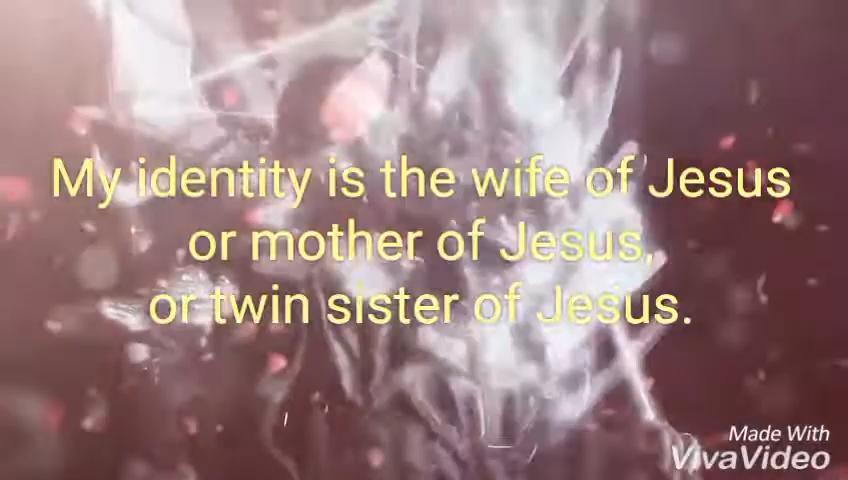 My identity is the wife of Jesus
or mother of Jesus,
or twin sister of Jesus.
Made With
VivaVideo